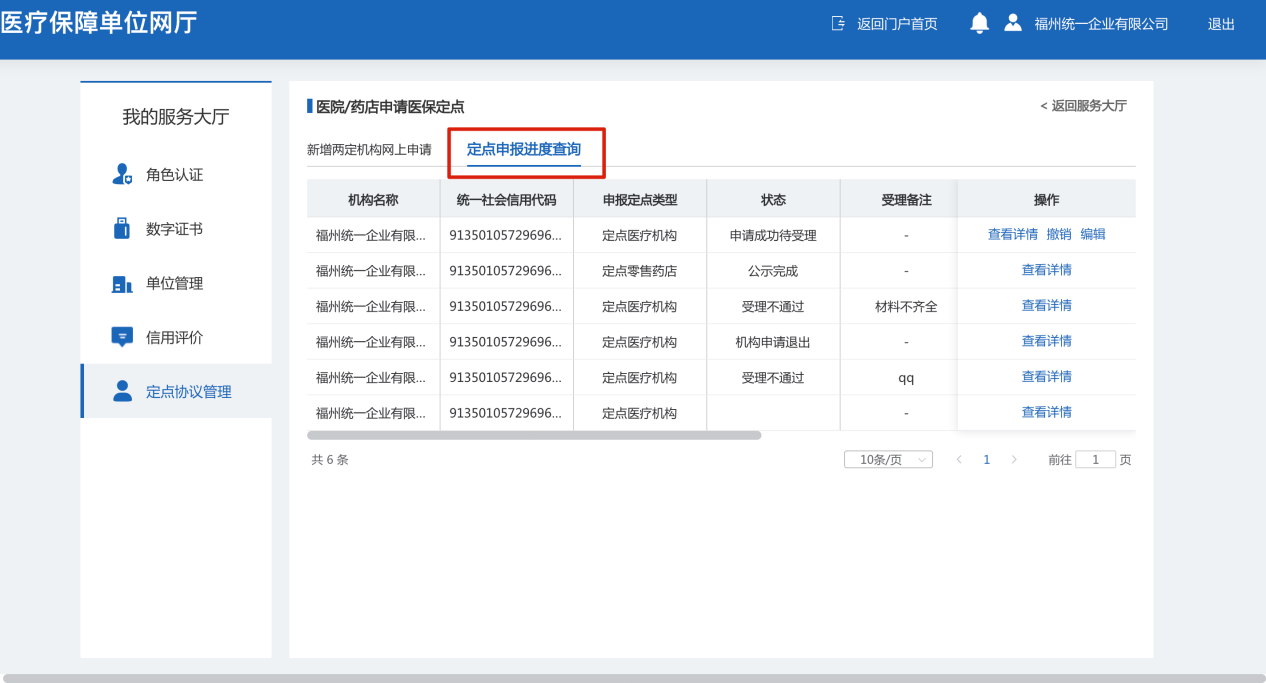 医疗保障单位网厅 返回门户首页 福州统一企业有限公司 退出
我的服务大厅
角色认证
数字证书
单位管理
信用评价
定点协议管理
医院/药店申请医保定点 < 返回服务大厅
新增两定机构网上申请 定点申报进度查询
机构名称 统一社会信用代码 申报定点类型 状态 受理备注 操作
福州统一企业有限... 91350105729696... 定点医疗机构 申请成功待受理 - 查看详情 撤销 编辑
福州统一企业有限... 91350105729696... 定点零售药店 公示完成 - 查看详情
福州统一企业有限... 91350105729696... 定点医疗机构 受理不通过 材料不齐全 查看详情
福州统一企业有限... 91350105729696... 定点医疗机构 机构申请退出 - 查看详情
福州统一企业有限... 91350105729696... 定点医疗机构 受理不通过 qq 查看详情
福州统一企业有限... 91350105729696... 定点医疗机构 - 查看详情
共 6 条 10条/页 < 1 > 前往 1 页